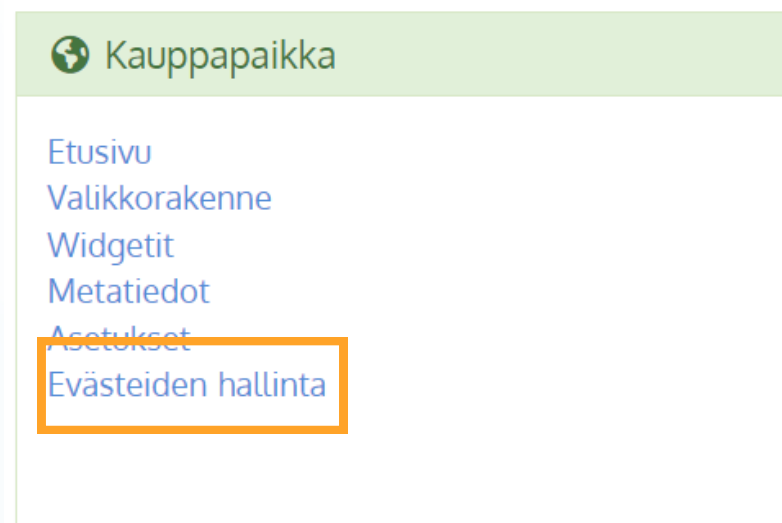 Kauppapaikka
Etusivu
Valikkorakenne
Widgetit
Metatiedot
Asetukset
Evästeiden hallinta